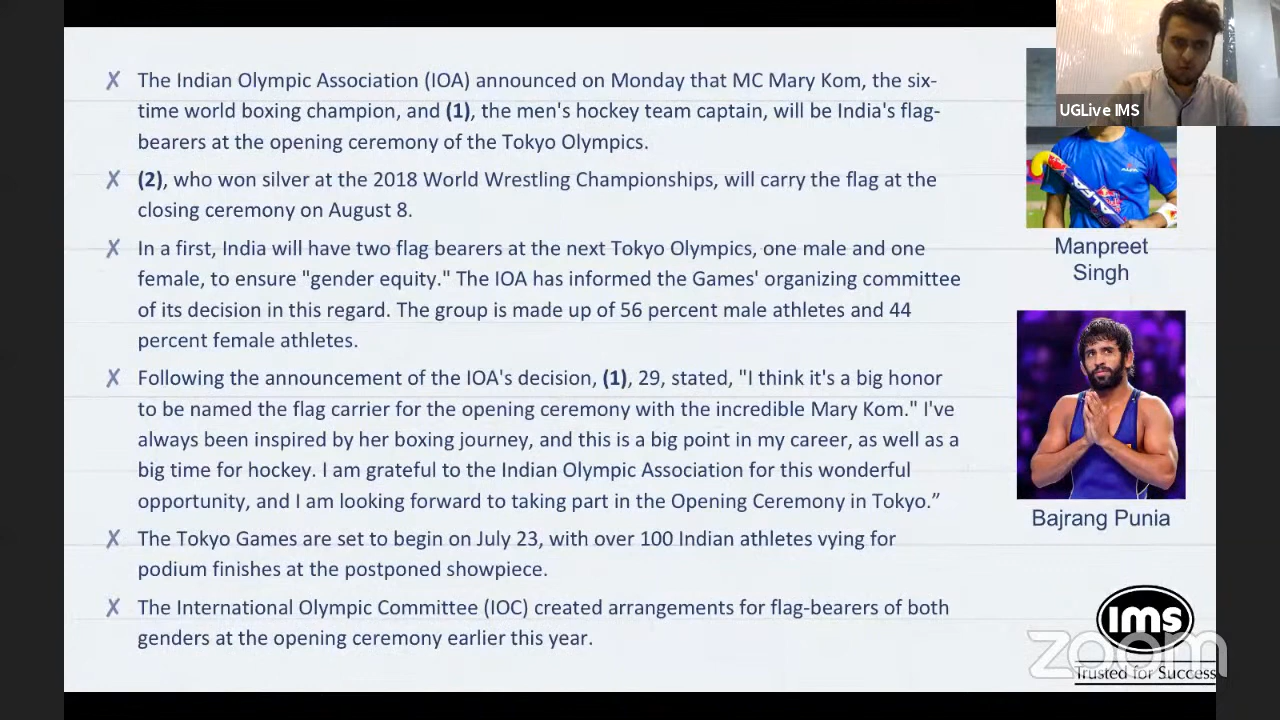 ✗ The Indian Olympic Association (IOA) announced on Monday that MC Mary Kom, the six-
time world boxing champion, and (1), the men's hockey team captain, will be India's flag-
bearers at the opening ceremony of the Tokyo Olympics.
✗ (2), who won silver at the 2018 World Wrestling Championships, will carry the flag at the
closing ceremony on August 8.
✗ In a first, India will have two flag bearers at the next Tokyo Olympics, one male and one
female, to ensure "gender equity." The IOA has informed the Games' organizing committee
of its decision in this regard. The group is made up of 56 percent male athletes and 44
percent female athletes.
✗ Following the announcement of the IOA's decision, (1), 29, stated, "I think it's a big honor
to be named the flag carrier for the opening ceremony with the incredible Mary Kom." I've
always been inspired by her boxing journey, and this is a big point in my career, as well as a
big time for hockey. I am grateful to the Indian Olympic Association for this wonderful
opportunity, and I am looking forward to taking part in the Opening Ceremony in Tokyo.”
✗ The Tokyo Games are set to begin on July 23, with over 100 Indian athletes vying for
podium finishes at the postponed showpiece.
✗ The International Olympic Committee (IOC) created arrangements for flag-bearers of both
genders at the opening ceremony earlier this year.
UGLive IMS
Manpreet
Singh
Bajrang Punia
ims
zoom
Trusted for Success